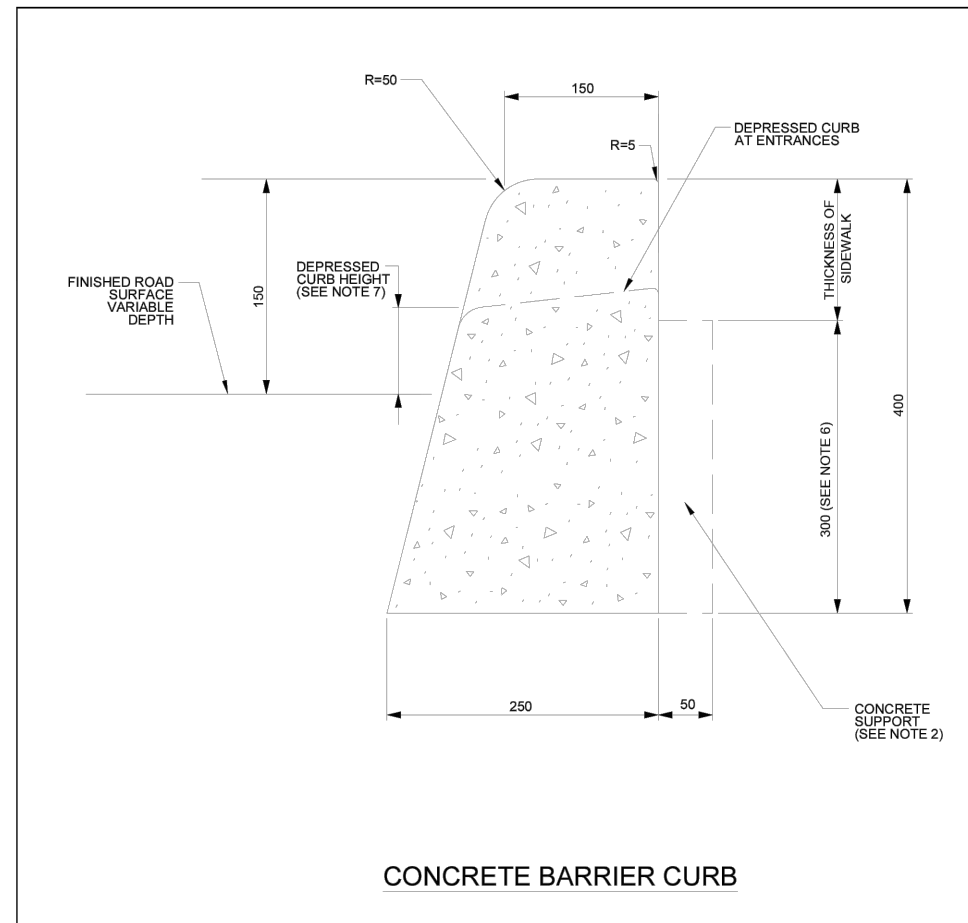 R=50
150
R=5
DEPRESSED CURB
AT ENTRANCES
FINISHED ROAD
SURFACE
VARIABLE
DEPTH
150
DEPRESSED
CURB HEIGHT
(SEE NOTE 7)
THICKNESS OF
SIDEWALK
300 (SEE NOTE 6)
400
250
50
CONCRETE
SUPPORT
(SEE NOTE 2)
CONCRETE BARRIER CURB